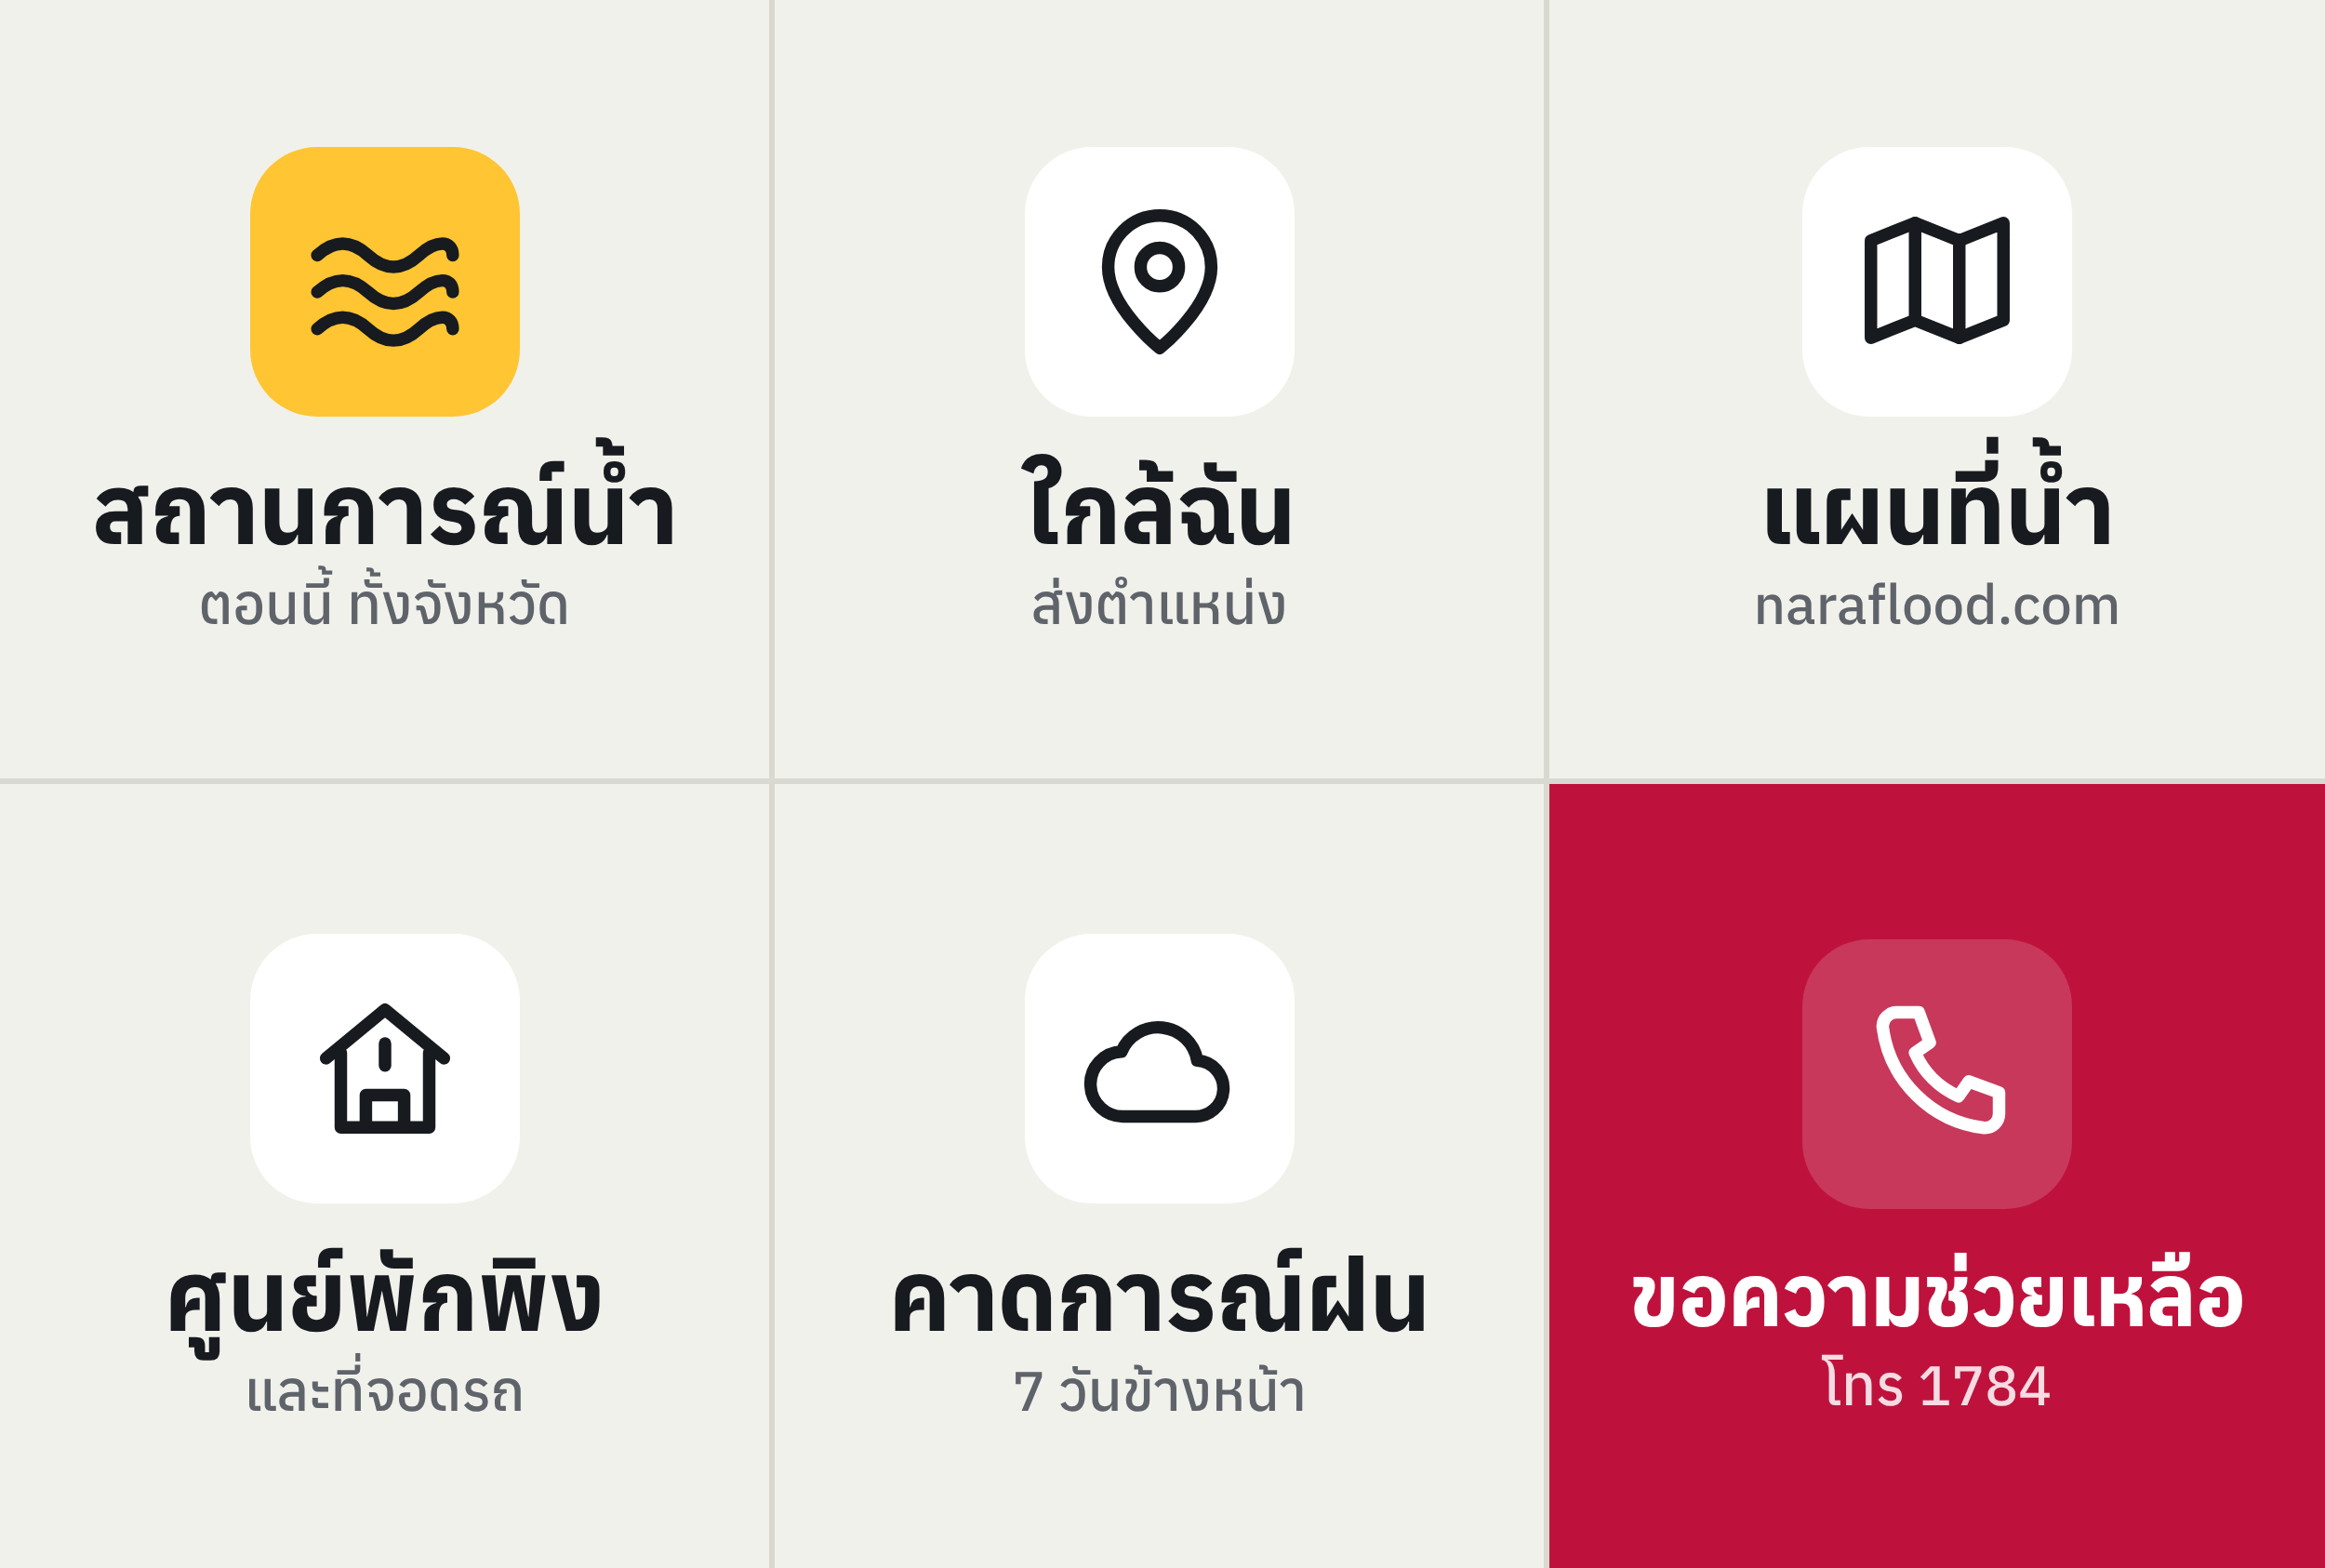 สถานการณ์น้ำ
ตอนนี้ ทั้งจังหวัด
ใกล้ฉัน
ส่งตำแหน่ง
แผนที่น้ำ
naraflood.com
ศูนย์พักพิง
และที่จอดรถ
คาดการณ์ฝน
7 วันข้างหน้า
ขอความช่วยเหลือ
โทร 1784